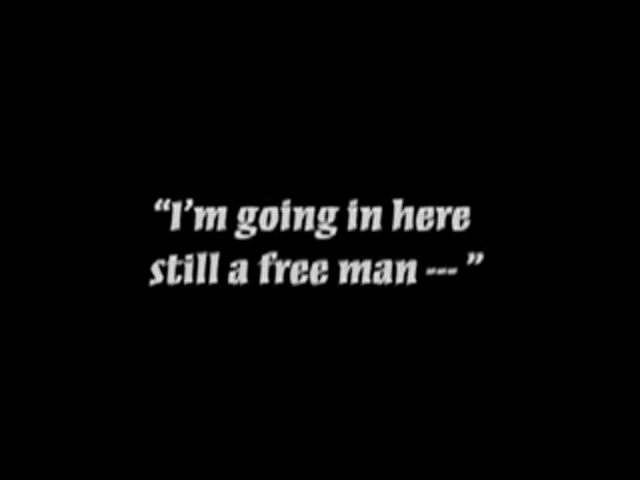 “I’m going in here
still a free man --- ”